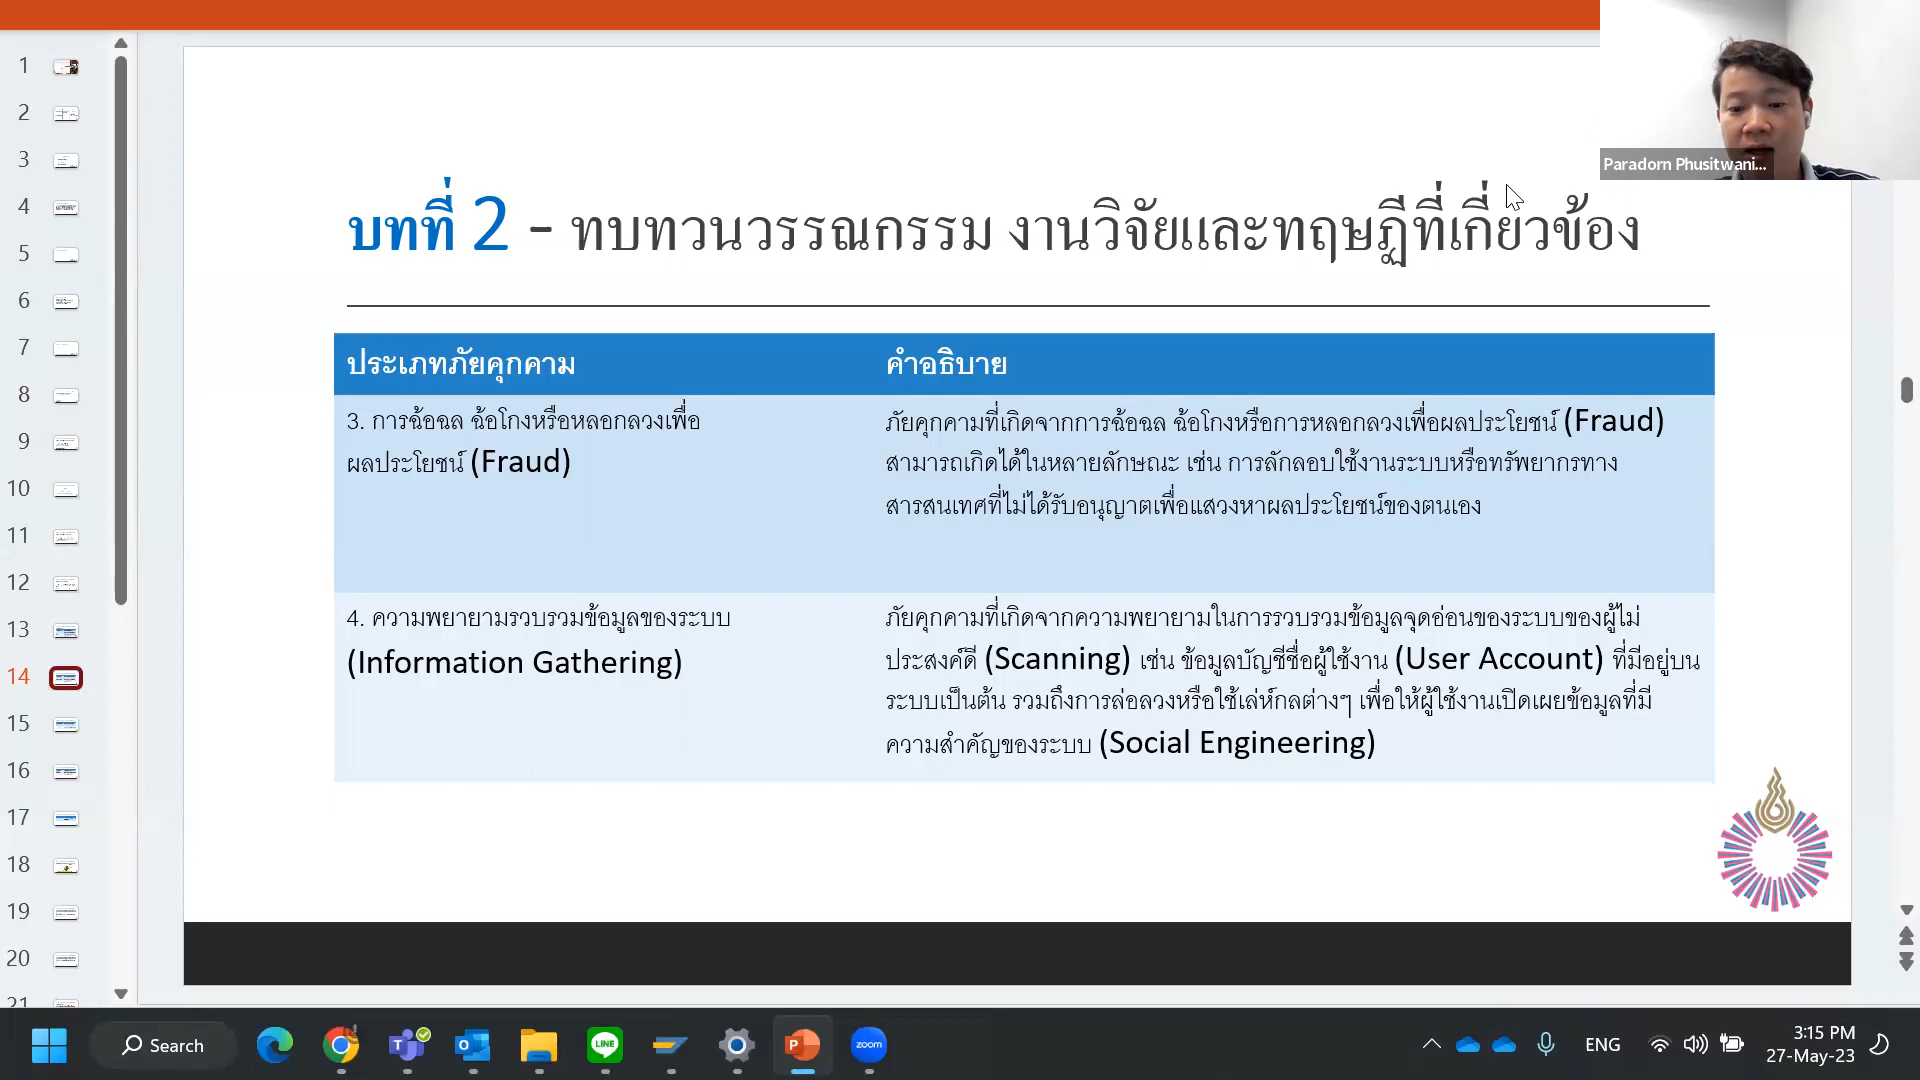 Paradorn Phusitwani...
บทที่ 2 - ทบทวนวรรณกรรม งานวิจัยและทฤษฎีที่เกี่ยวข้อง
ประเภทภัยคุกคาม
คำอธิบาย
3. การฉ้อฉล ฉ้อโกงหรือหลอกลวงเพื่อ
ผลประโยชน์ (Fraud)
ภัยคุกคามที่เกิดจากการฉ้อฉล ฉ้อโกงหรือการหลอกลวงเพื่อผลประโยชน์ (Fraud)
สามารถเกิดได้ในหลายลักษณะ เช่น การลักลอบใช้งานระบบหรือทรัพยากรทาง
สารสนเทศที่ไม่ได้รับอนุญาตเพื่อแสวงหาผลประโยชน์ของตนเอง
4. ความพยายามรวบรวมข้อมูลของระบบ
(Information Gathering)
ภัยคุกคามที่เกิดจากความพยายามในการรวบรวมข้อมูลจุดอ่อนของระบบของผู้ไม่
ประสงค์ดี (Scanning) เช่น ข้อมูลบัญชีชื่อผู้ใช้งาน (User Account) ที่มีอยู่บน
ระบบเป็นต้น รวมถึงการล่อลวงหรือใช้เล่ห์กลต่างๆ เพื่อให้ผู้ใช้งานเปิดเผยข้อมูลที่มี
ความสำคัญของระบบ (Social Engineering)
1
2
3
4
5
6
7
8
9
10
11
12
13
14
15
16
17
18
19
20
21
Search
LINE
zoom
ENG
3:15 PM
27-May-23